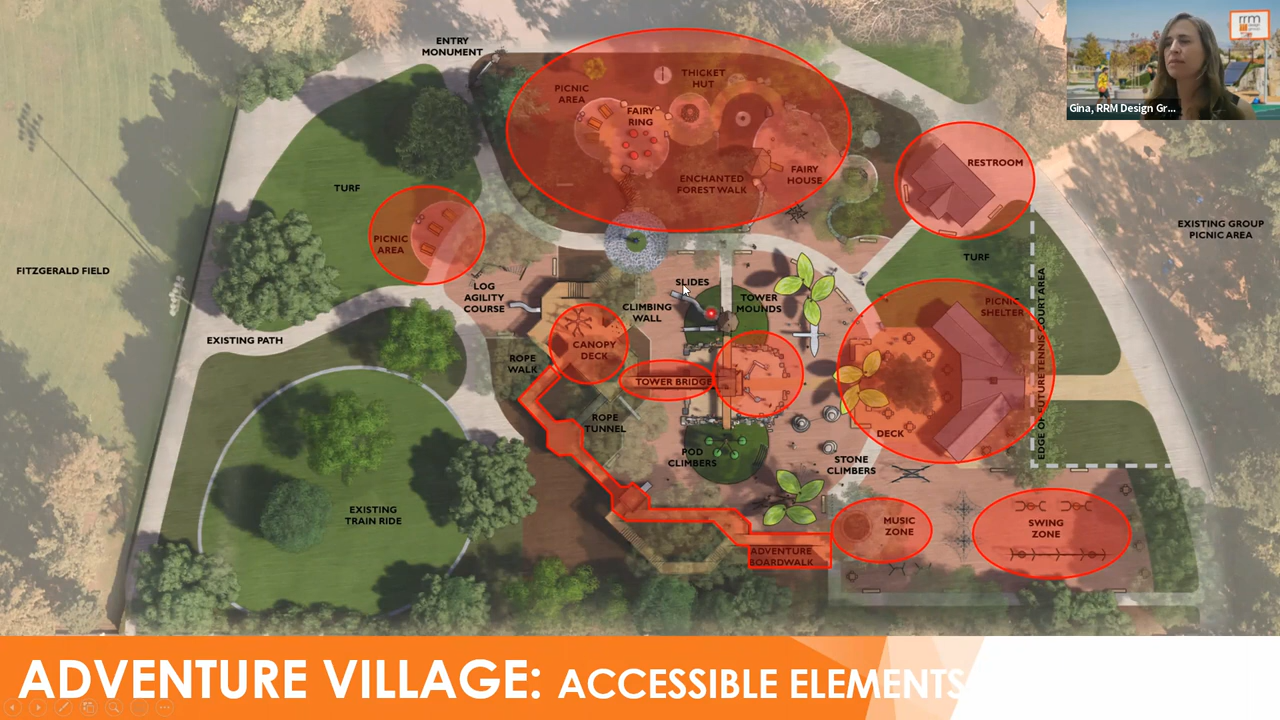 ENTRY
MONUMENT
THICKET
HUT
PICNIC
AREA
FAIRY
RING
ENCHANTED
FOREST WALK
FAIRY
HOUSE
RESTROOM
rrm
Gina, RRM Design Gr...
TURF
PICNIC
AREA
EXISTING GROUP
PICNIC AREA
TURF
FITZGERALD FIELD
LOG
AGILITY
COURSE
SLIDES
CLIMBING
WALL
TOWER
MOUNDS
PICNIC
SHELTER
EDGE OF FUTURE TENNIS COURT AREA
EXISTING PATH
CANOPY
DECK
ROPE
WALK
TOWER BRIDGE
ROPE
TUNNEL
DECK
POD
CLIMBERS
STONE
CLIMBERS
EXISTING
TRAIN RIDE
MUSIC
ZONE
SWING
ZONE
ADVENTURE
BOARDWALK
ADVENTURE VILLAGE: ACCESSIBLE ELEMENTS